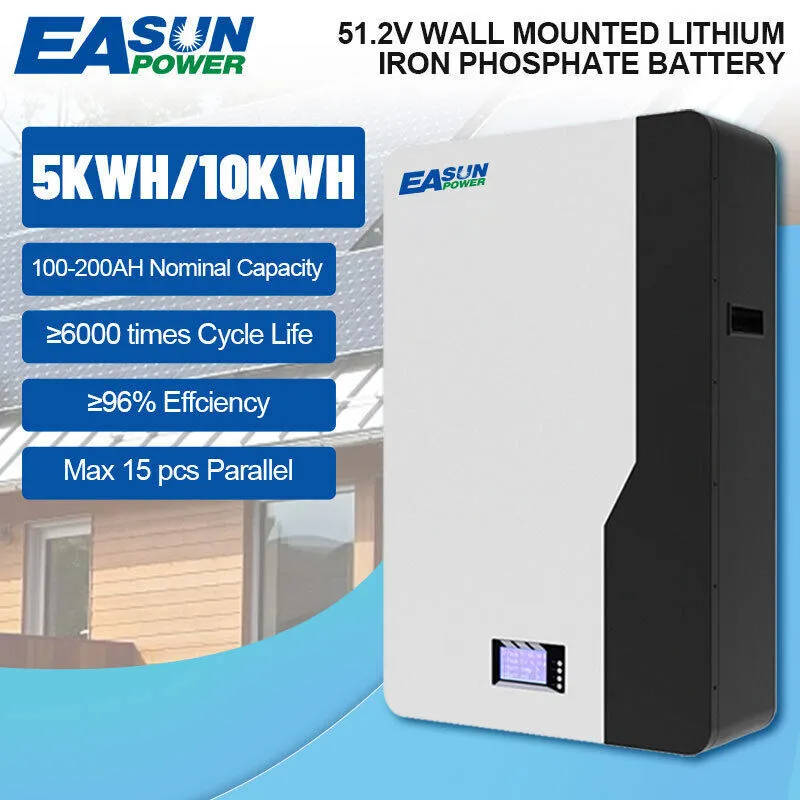 EASUN
POWER
51.2V WALL MOUNTED LITHIUM
IRON PHOSPHATE BATTERY
5KWH/10KWH
100-200AH Nominal Capacity
≥6000 times Cycle Life
≥96% Effciency
Max 15 pcs Parallel
EASUN
POWER